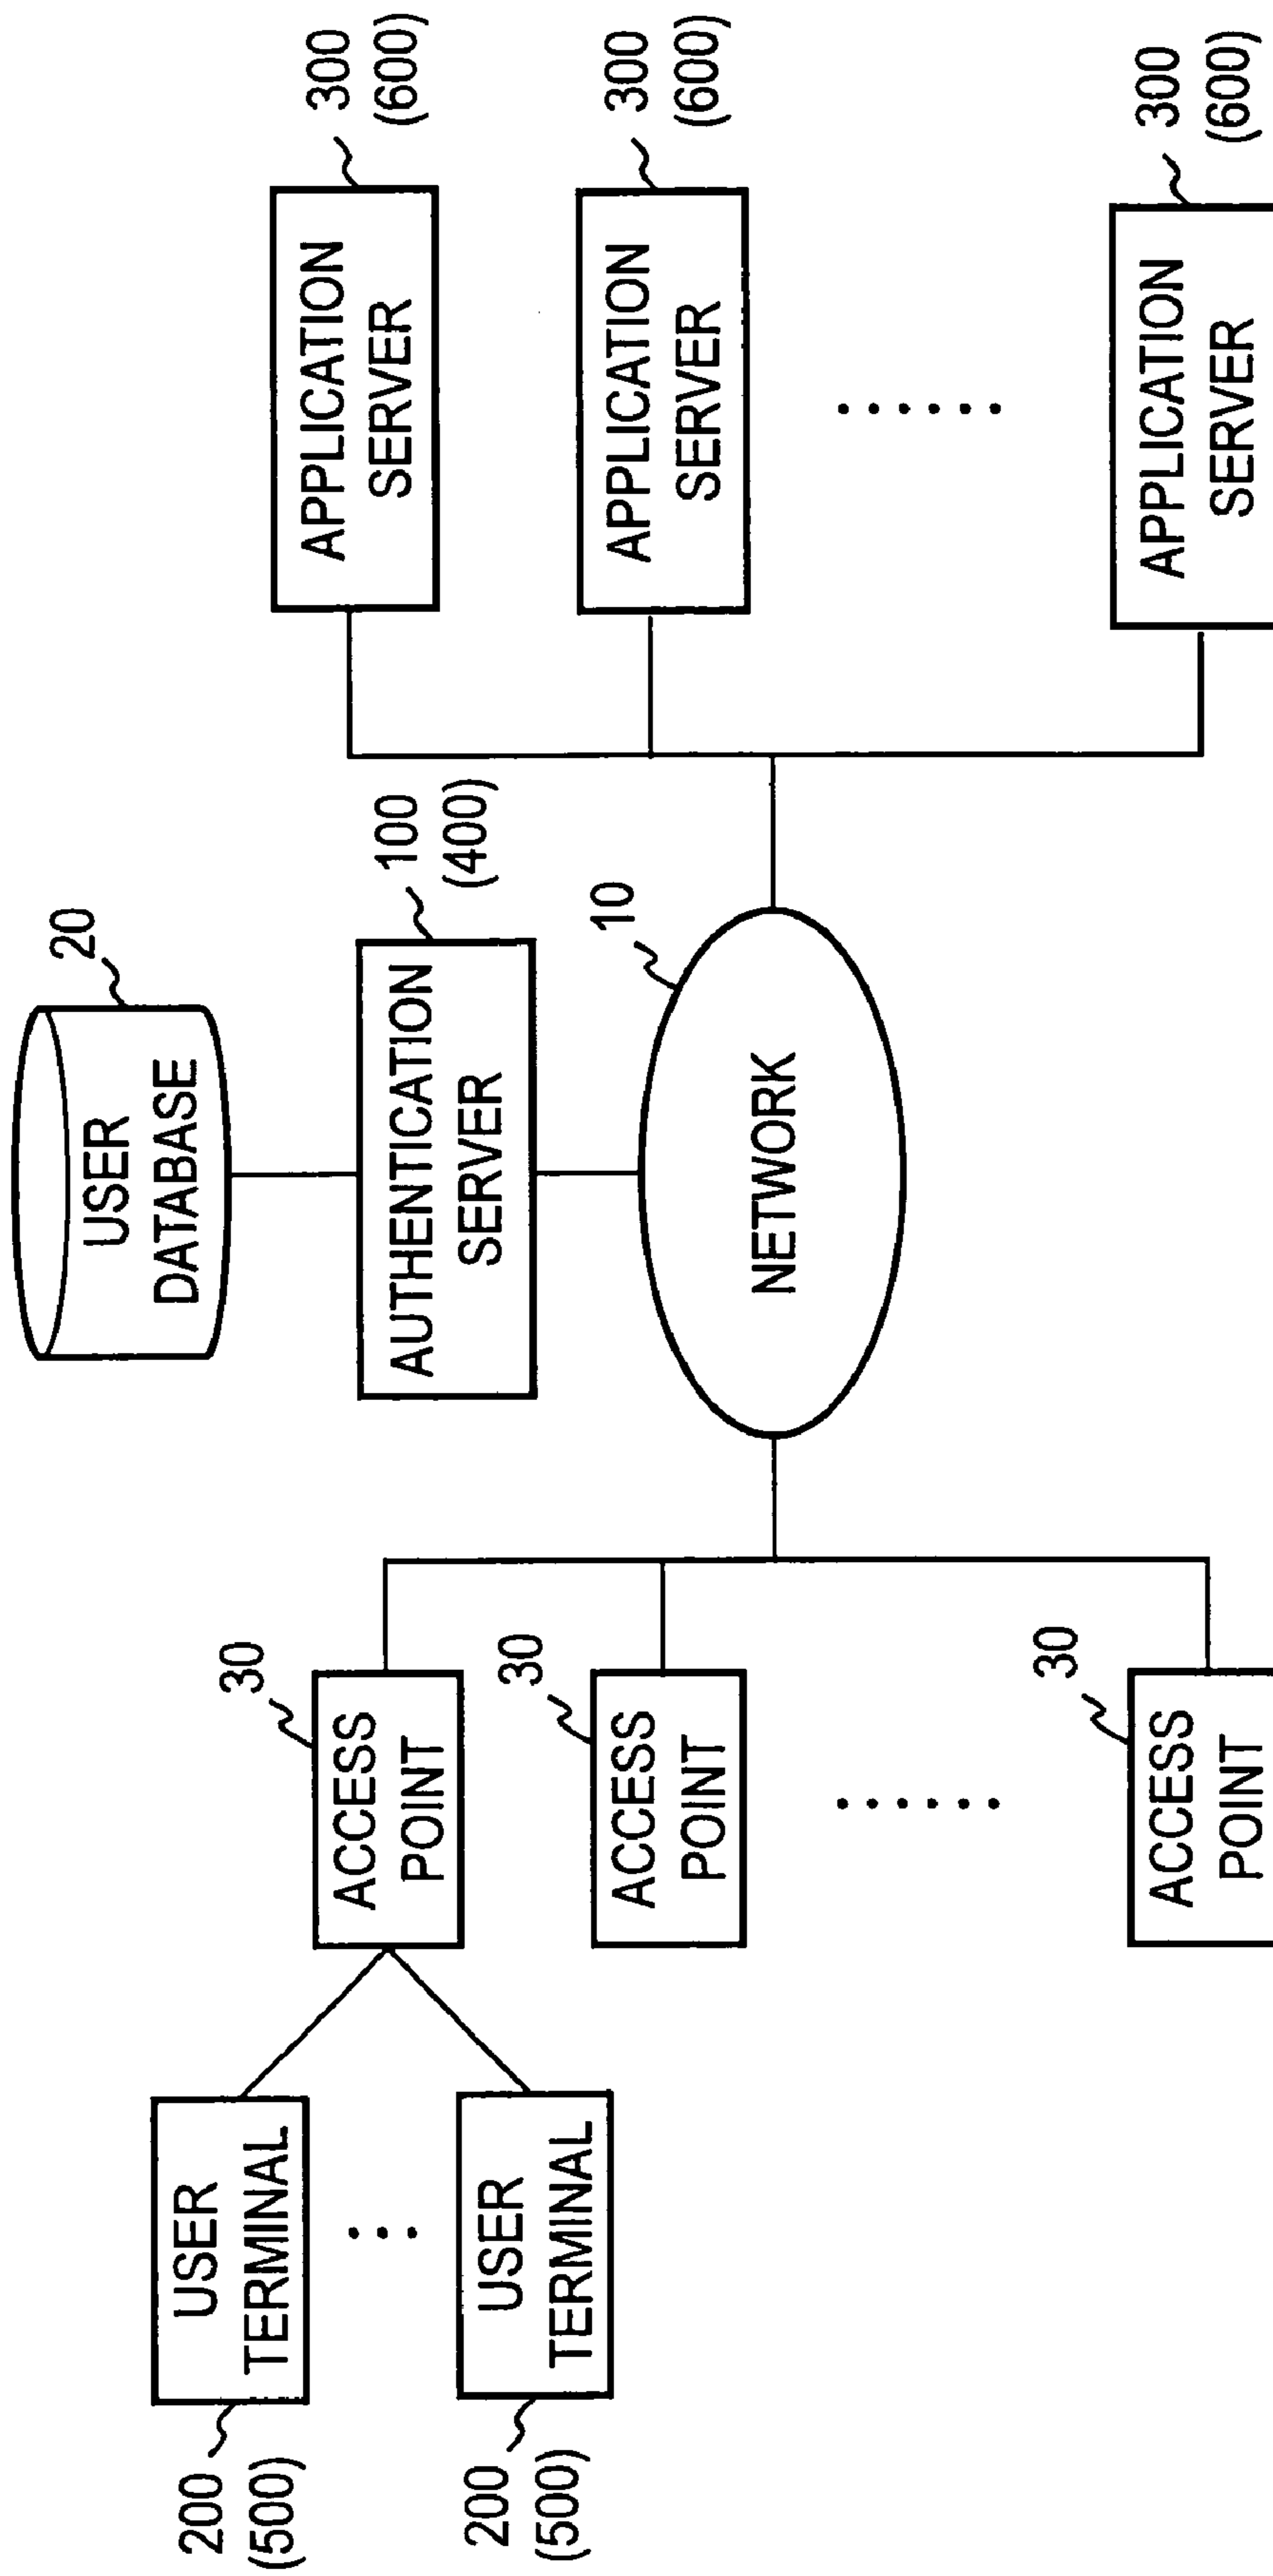 20
USER
DATABASE
100
(400)
AUTHENTICATION
SERVER
10
NETWORK
200
(500)
USER
TERMINAL
200
(500)
USER
TERMINAL
30
ACCESS
POINT
30
ACCESS
POINT
30
ACCESS
POINT
300
(600)
APPLICATION
SERVER
300
(600)
APPLICATION
SERVER
300
(600)
APPLICATION
SERVER